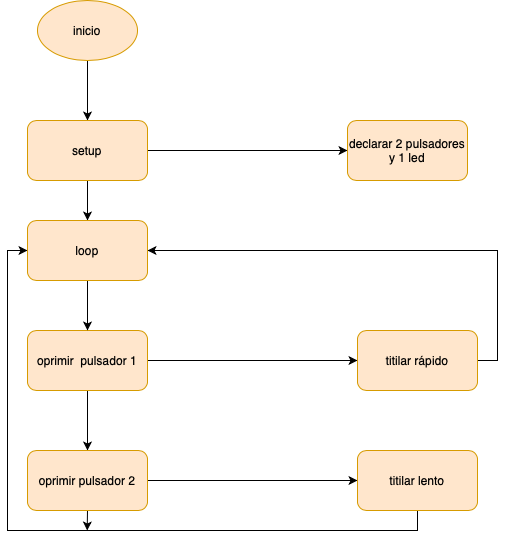 inicio
setup
declarar 2 pulsadores
y 1 led
loop
oprimir pulsador 1
titilar rápido
oprimir pulsador 2
titilar lento